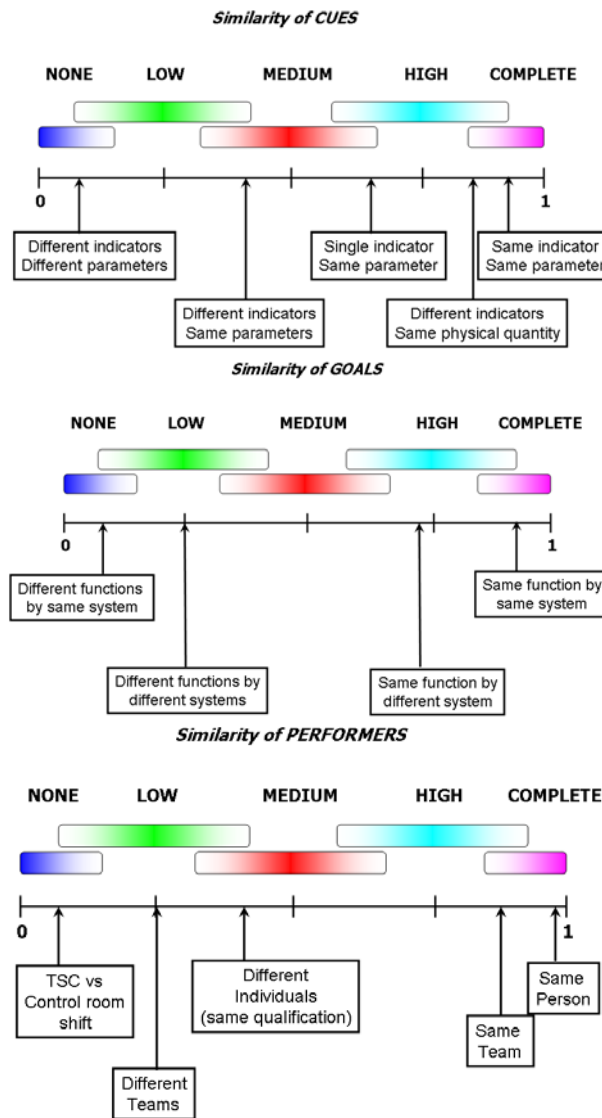 Similarity of CUES
NONE LOW MEDIUM HIGH COMPLETE
0 1
Different indicators
Different parameters
Single indicator
Same parameter
Same indicator
Same parameter
Different indicators
Same parameters
Different indicators
Same physical quantity
Similarity of GOALS
NONE LOW MEDIUM HIGH COMPLETE
0 1
Different functions
by same system
Same function by
same system
Different functions by
different systems
Same function by
different system
Similarity of PERFORMERS
NONE LOW MEDIUM HIGH COMPLETE
0 1
TSC vs
Control room
shift
Different
Individuals
(same qualification)
Same
Person
Same
Team
Different
Teams